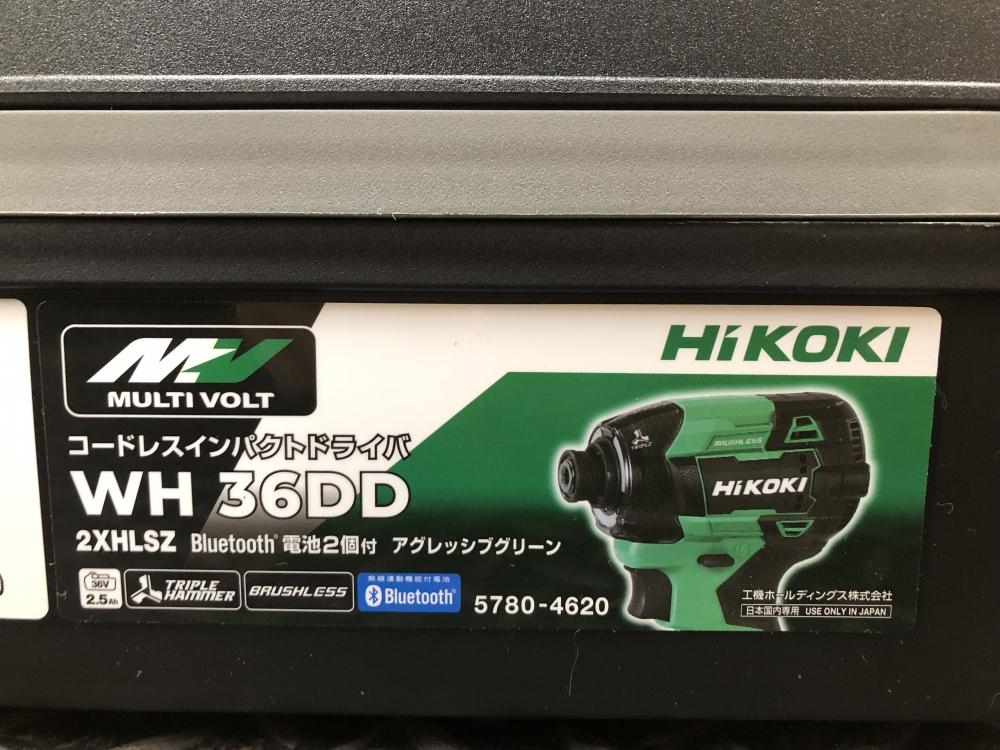 MV
MULTI VOLT
HiKOKI
コードレスインパクトドライバ
WH 36DD
2XHLSZ Bluetooth® 電池2個付 アグレッシブグリーン
36V
2.5Ah
TRIPLE
HAMMER
BRUSHLESS
無線連動機能付電池
Bluetooth®
5780-4620
TRIPLE
BRUSHLESS
HiKOKI
工機ホールディングス株式会社
日本国内専用 USE ONLY IN JAPAN